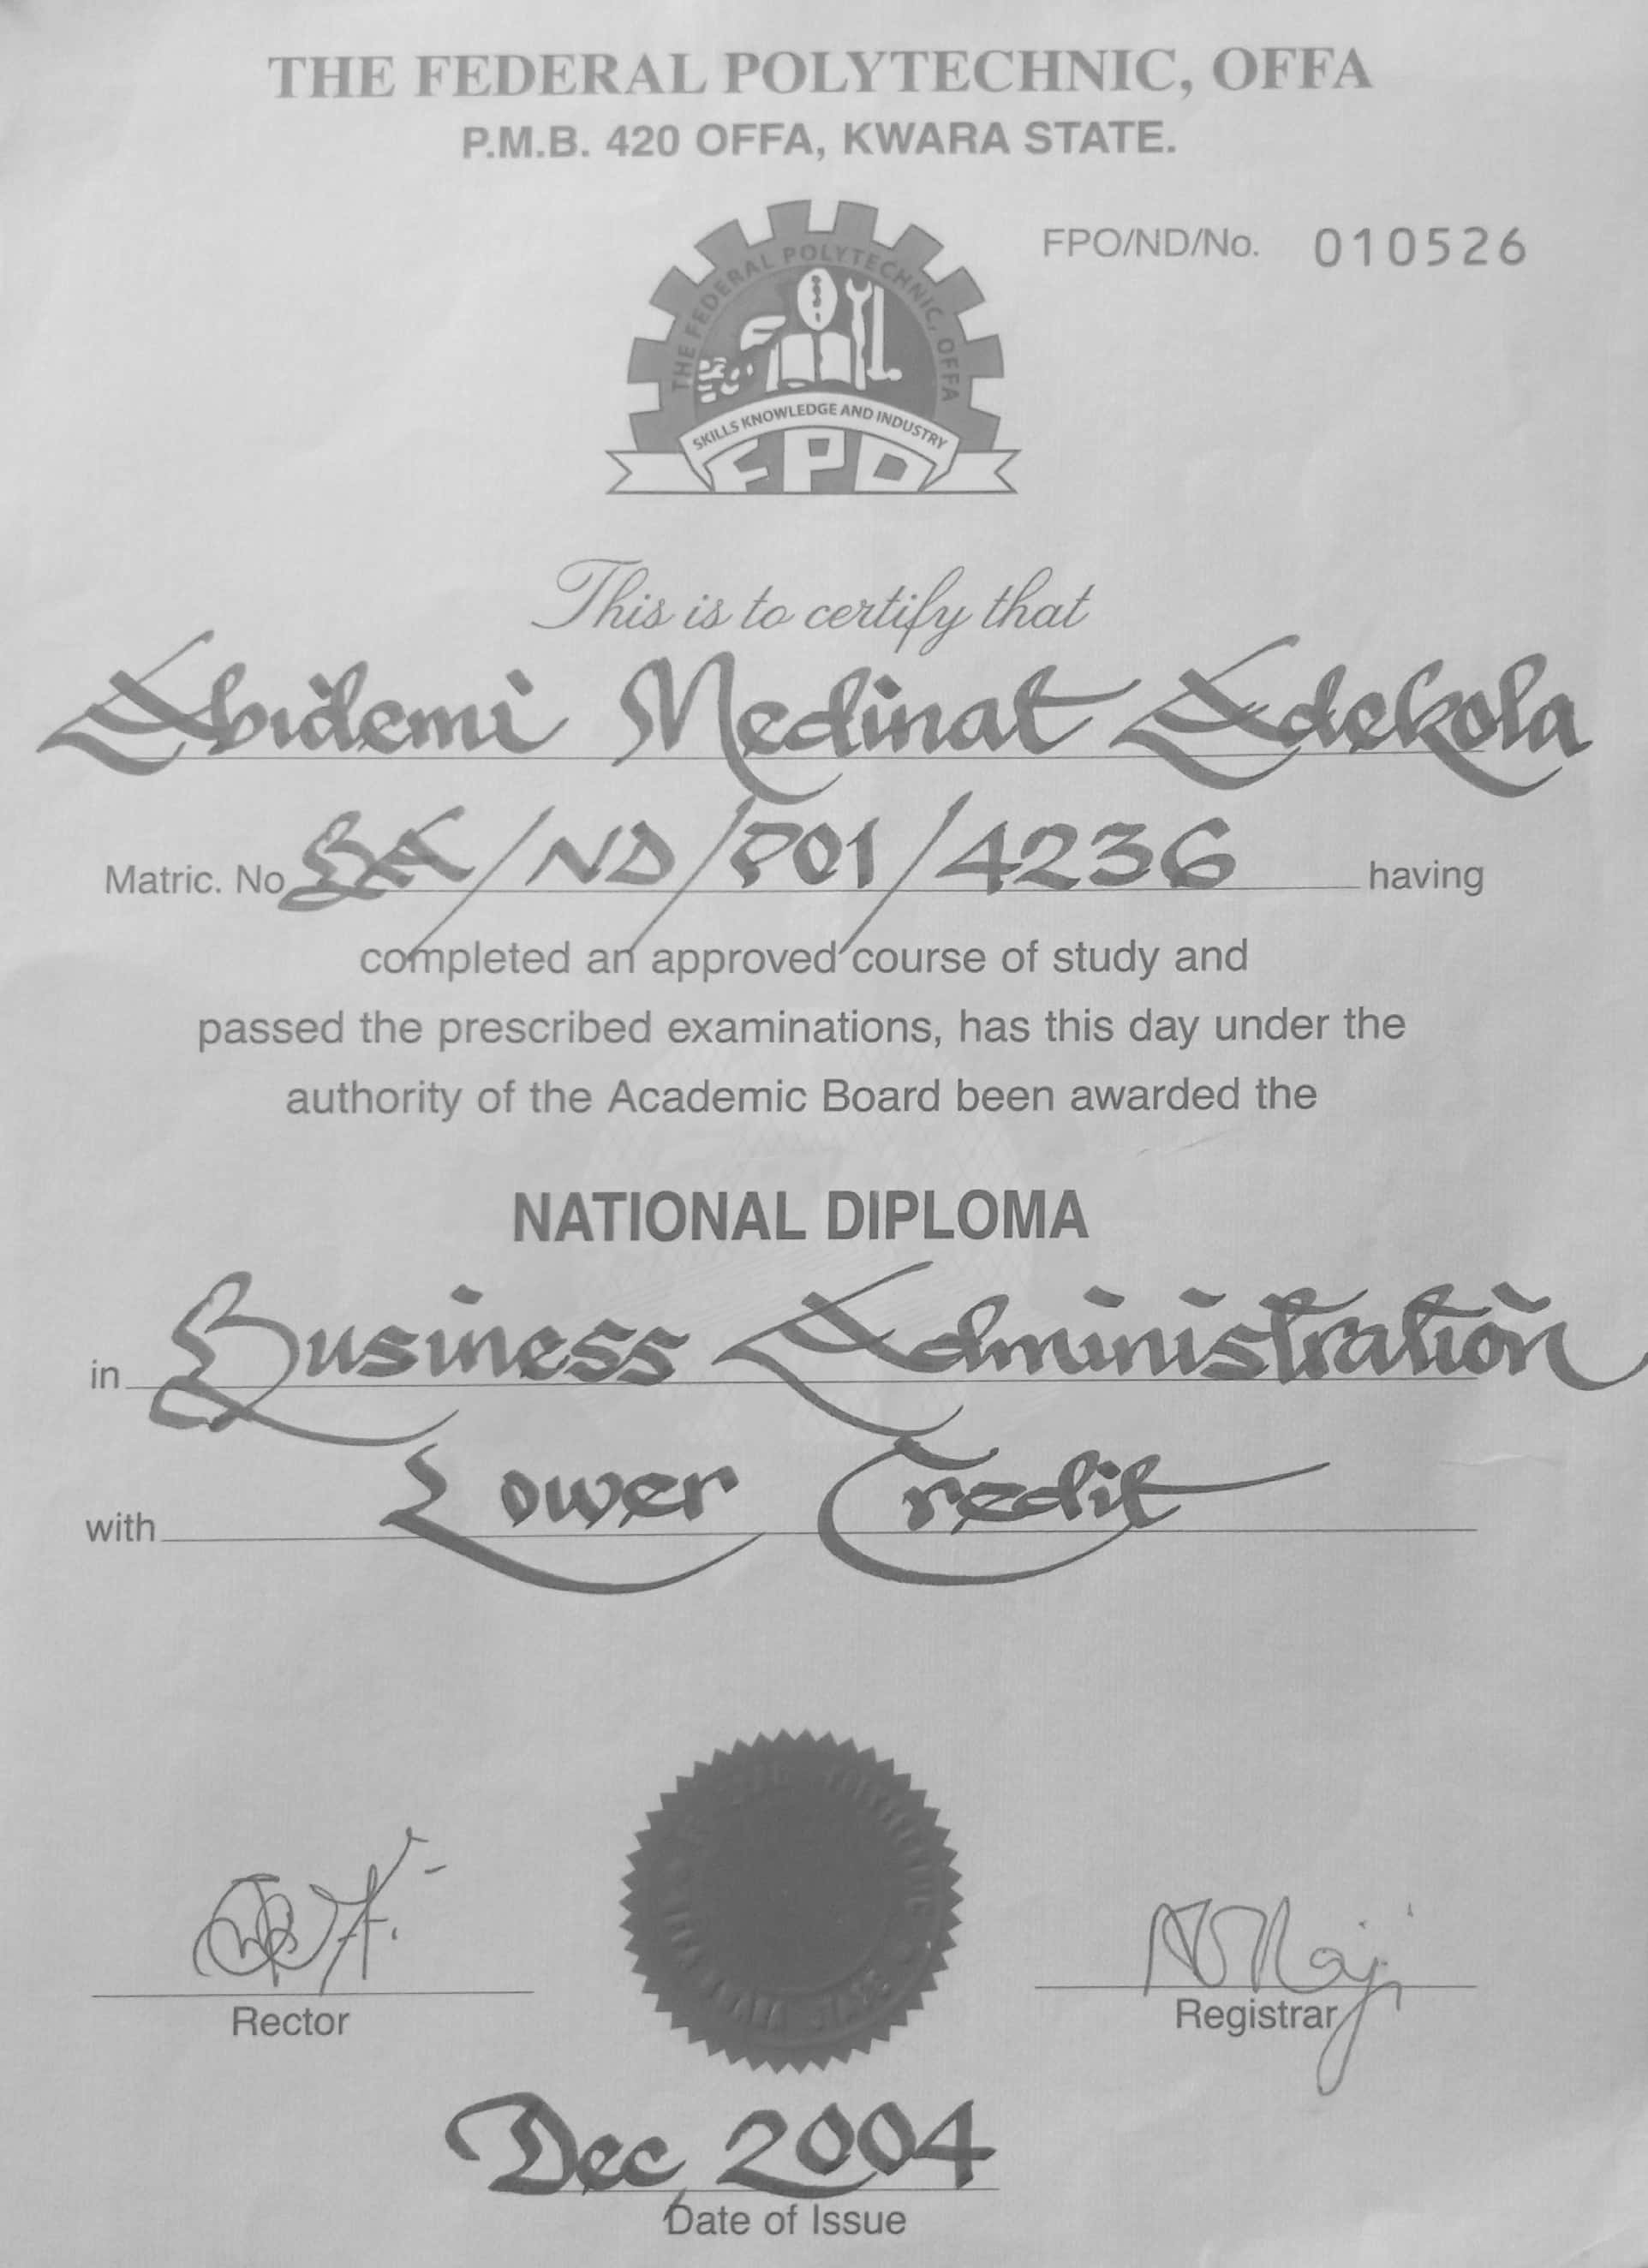 THE FEDERAL POLYTECHNIC, OFFA
P.M.B. 420 OFFA, KWARA STATE.
FPO/ND/No. 010526
THE FEDERAL POLYTECHNIC, OFFA
SKILLS KNOWLEDGE AND INDUSTRY
FPO
This is to certify that
Abidemi Medinat Adekola
Matric. No BA/ND/P01/4236 having
completed an approved course of study and
passed the prescribed examinations, has this day under the
authority of the Academic Board been awarded the
NATIONAL DIPLOMA
in Business Administration
with Lower Credit
Rector
Registrar
Dec, 2004
Date of Issue